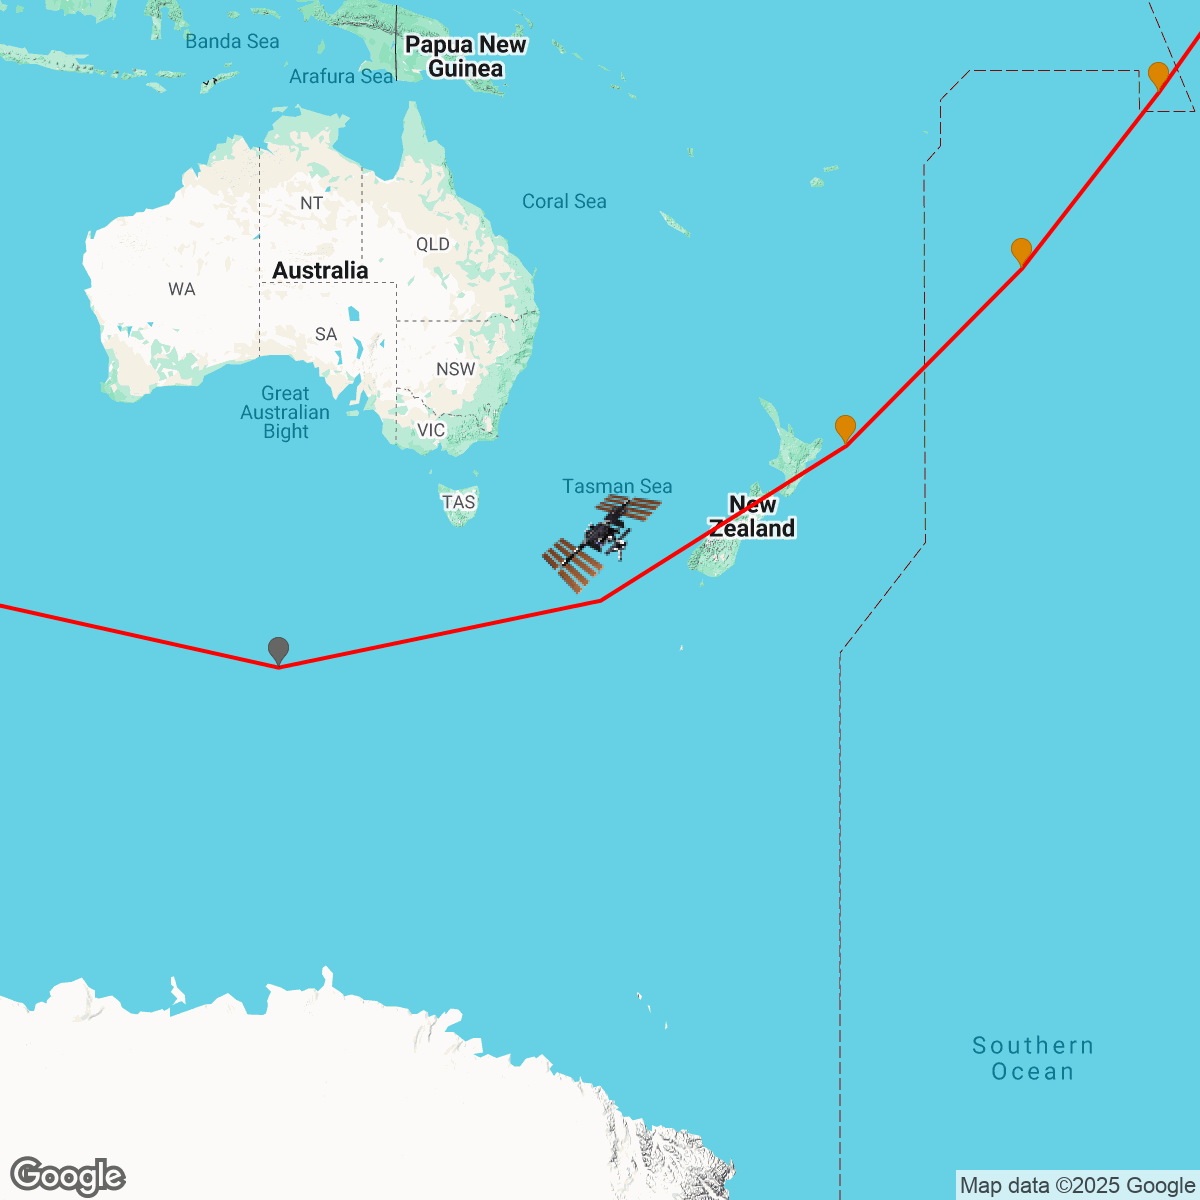 Banda Sea
Papua New
Guinea
Arafura Sea
NT
Coral Sea
QLD
Australia
WA
SA
NSW
Great
Australian
Bight
VIC
Tasman Sea
TAS
New
Zealand
Southern
Ocean
Google
Map data ©2025 Google